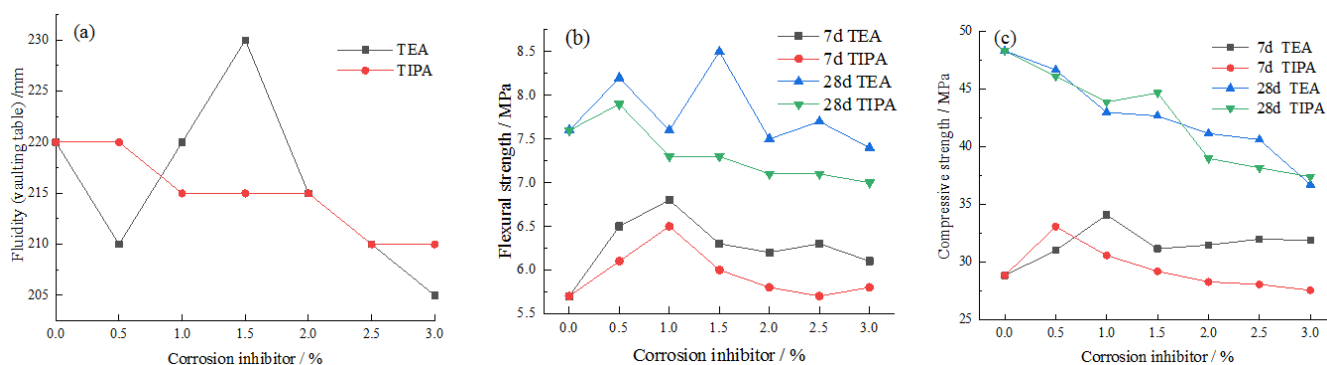 (a)
TEA
TIPA
Fluidity (vaulting table) /mm
230
225
220
215
210
205
0.0 0.5 1.0 1.5 2.0 2.5 3.0
Corrosion inhibitor / %
(b)
7d TEA
7d TIPA
28d TEA
28d TIPA
Flexural strength / MPa
8.5
8.0
7.5
7.0
6.5
6.0
5.5
0.0 0.5 1.0 1.5 2.0 2.5 3.0
Corrosion inhibitor / %
(c)
7d TEA
7d TIPA
28d TEA
28d TIPA
Compressive strength / MPa
50
45
40
35
30
25
0.0 0.5 1.0 1.5 2.0 2.5 3.0
Corrosion inhibitor / %